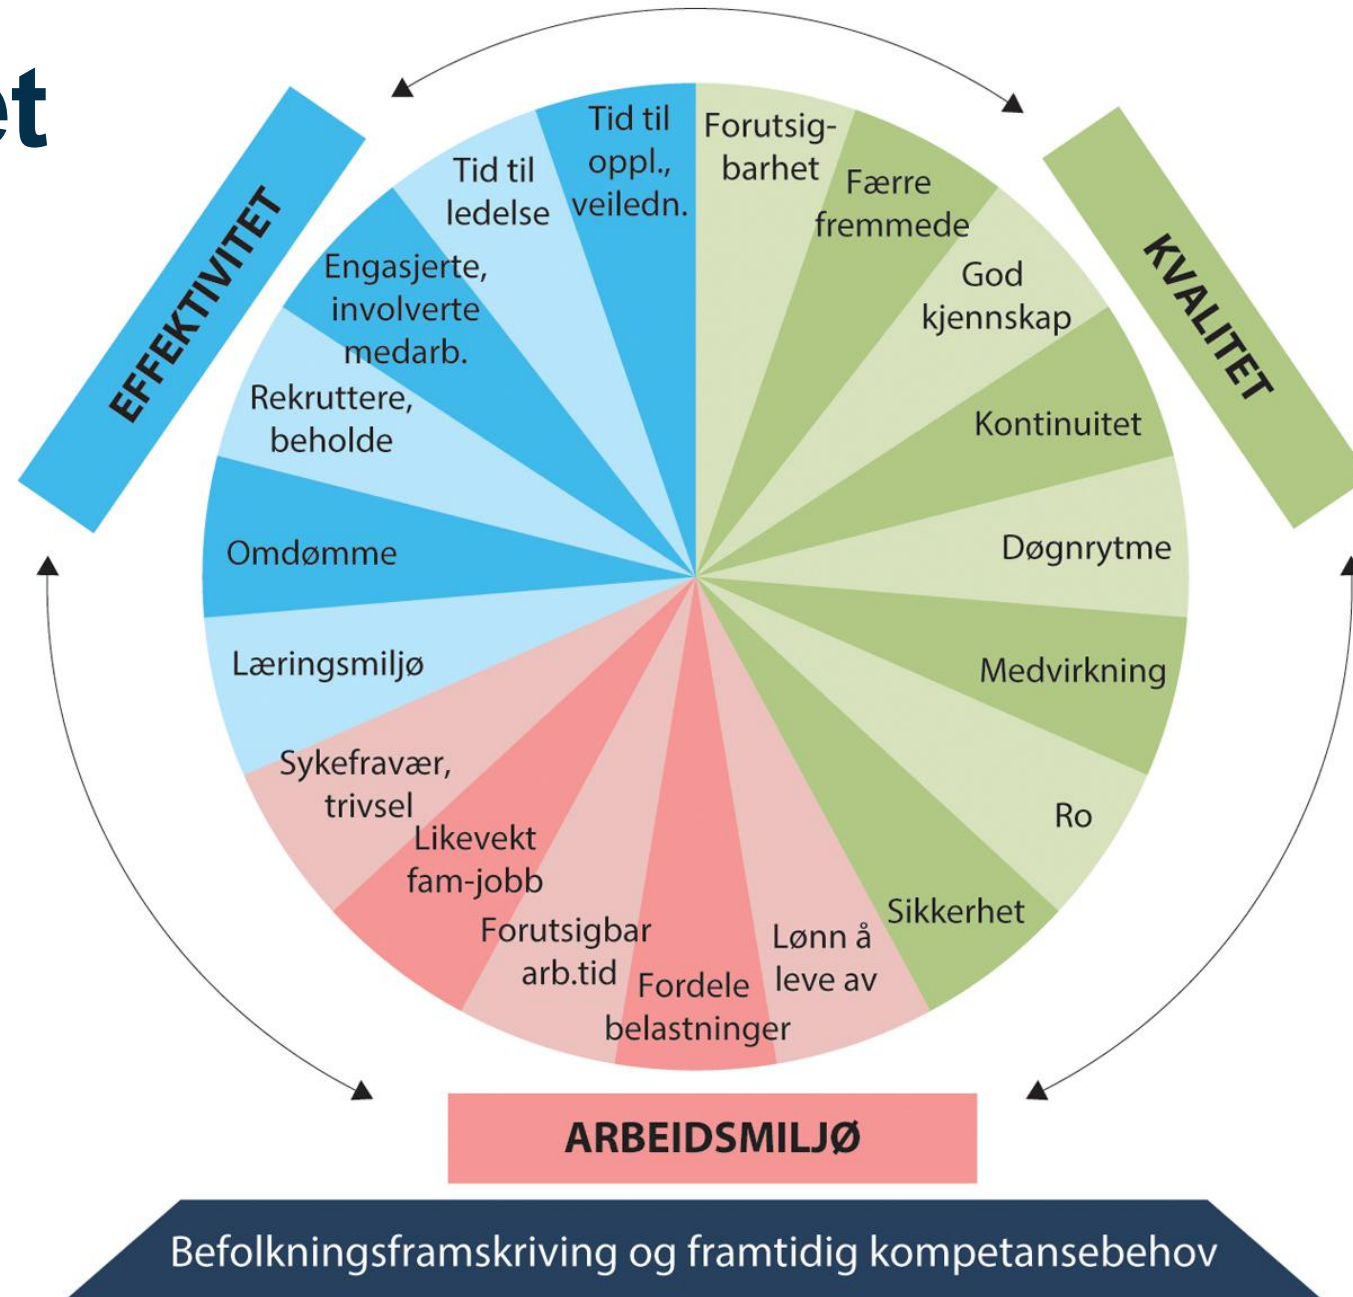 et
EFFEKTIVITET
KVALITET
Tid til
oppl.,
veiledn.
Forutsig-
barhet
Færre
fremmede
God
kjennskap
Kontinuitet
Døgnrytme
Medvirkning
Ro
Sikkerhet
Lønn å
leve av
Fordele
belastninger
Forutsigbar
arb.tid
Likevekt
fam-jobb
Sykefravær,
trivsel
Læringsmiljø
Omdømme
Rekruttere,
beholde
Engasjerte,
involverte
medarb.
Tid til
ledelse
ARBEIDSMILJØ
Befolkningsframskriving og framtidig kompetansebehov